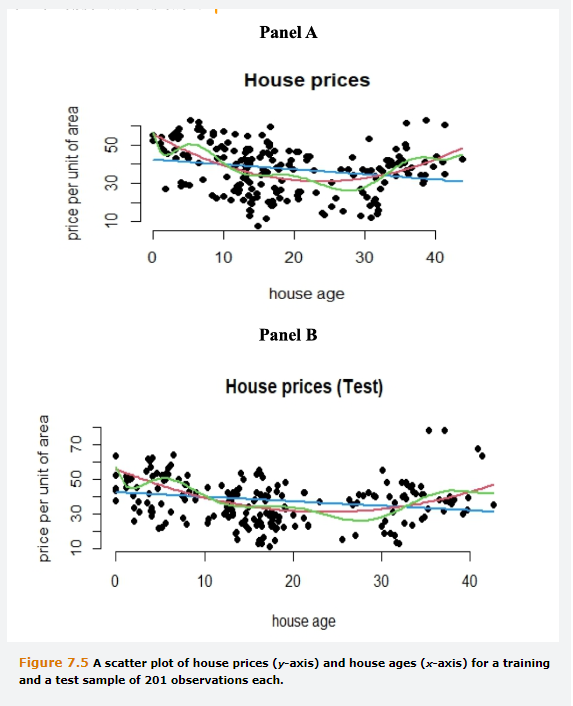 Panel A
House prices
price per unit of area
10 30 50
0 10 20 30 40
house age
Panel B
House prices (Test)
price per unit of area
10 30 50 70
0 10 20 30 40
house age
Figure 7.5 A scatter plot of house prices (y-axis) and house ages (x-axis) for a training
and a test sample of 201 observations each.